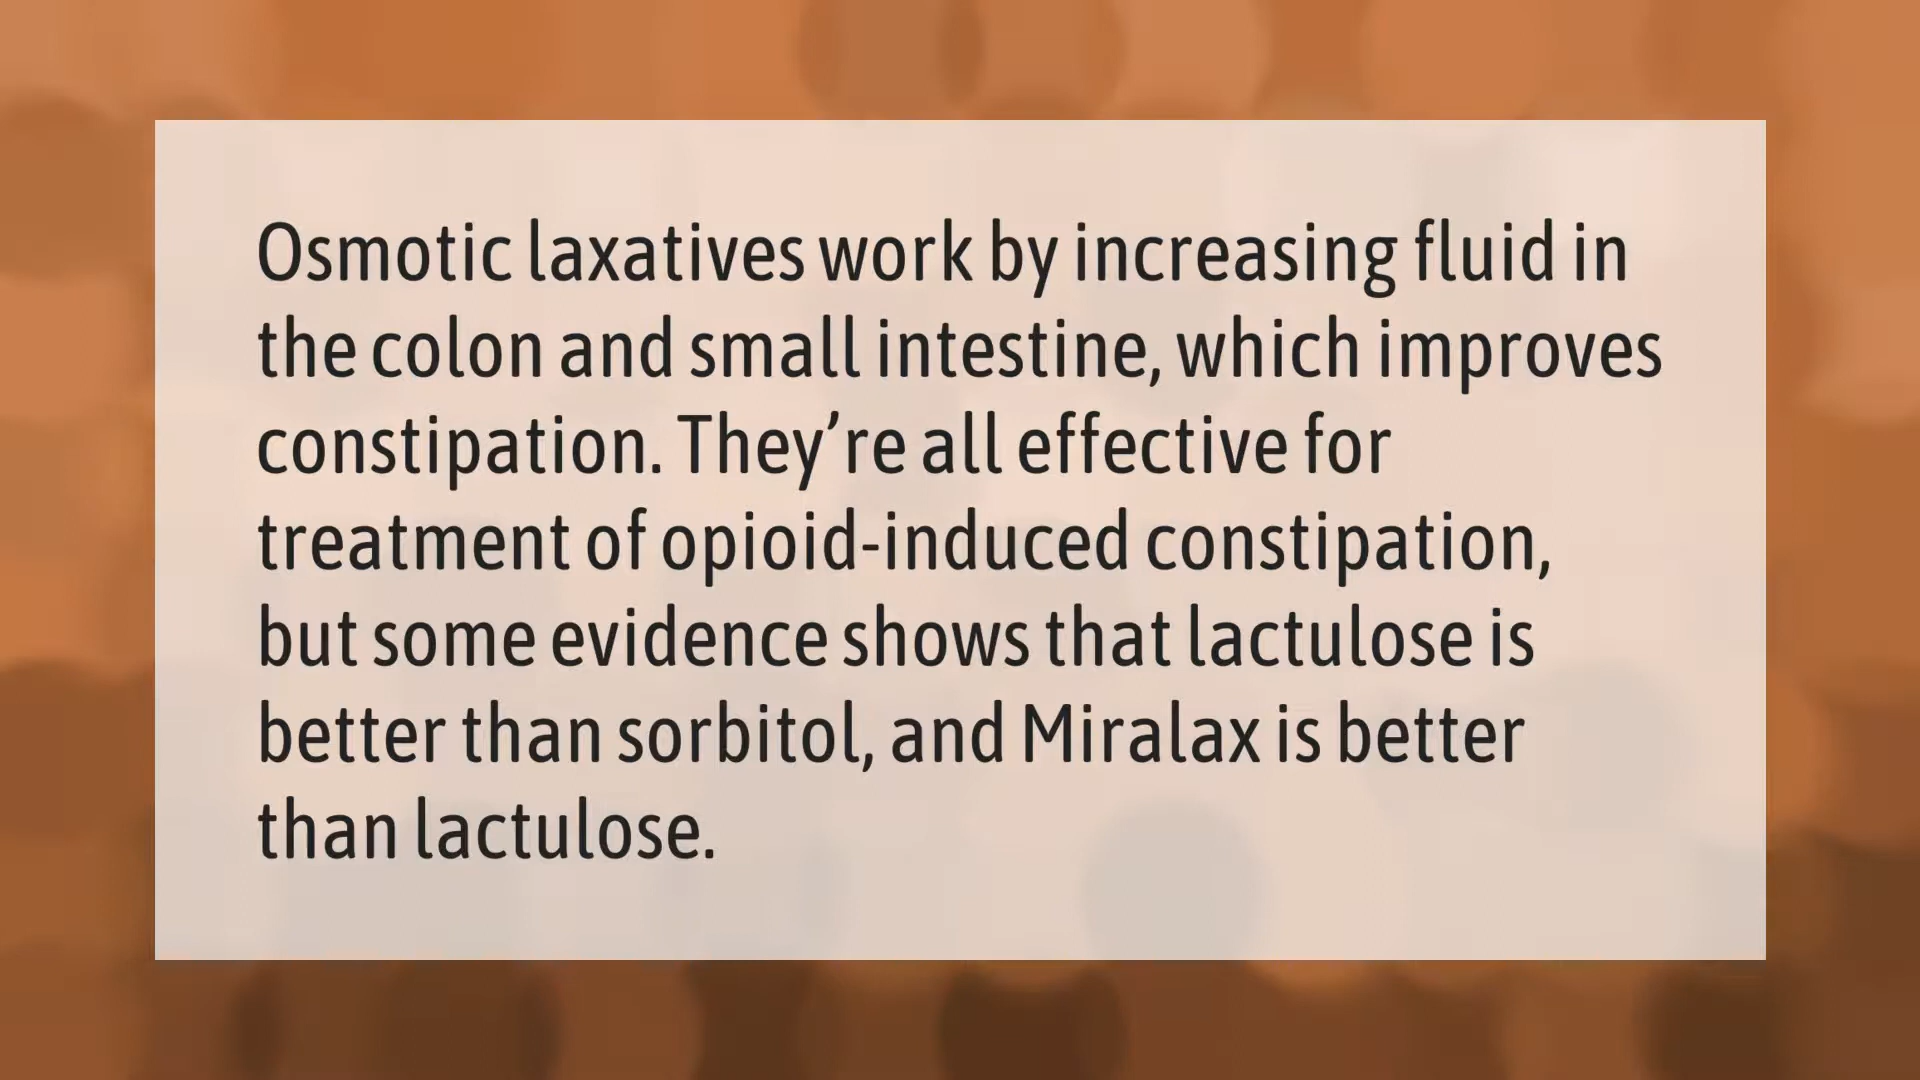 Osmotic laxatives work by increasing fluid in
the colon and small intestine, which improves
constipation. They’re all effective for
treatment of opioid-induced constipation,
but some evidence shows that lactulose is
better than sorbitol, and Miralax is better
than lactulose.